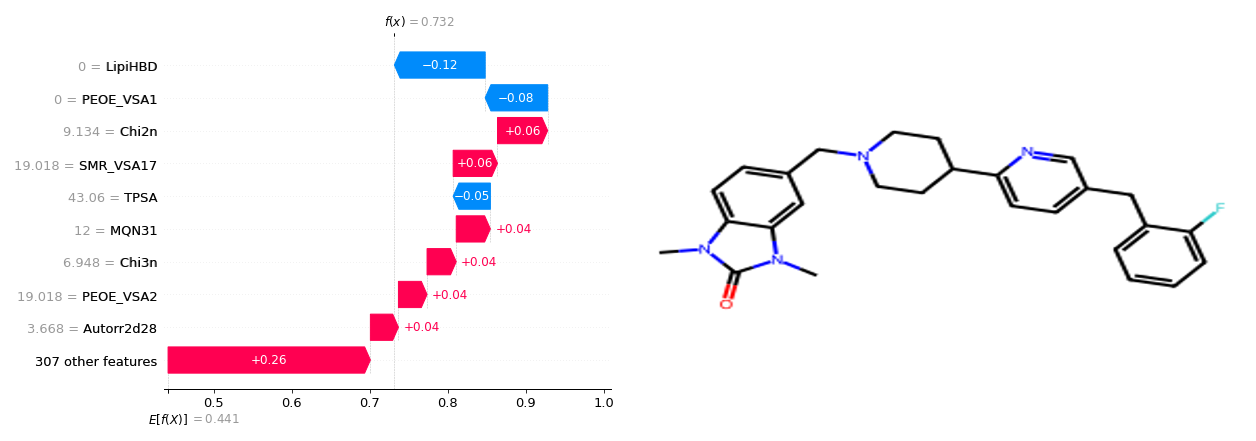 f(x) = 0.732
0 = LipiHBD −0.12
0 = PEOE_VSA1 −0.08
9.134 = Chi2n +0.06
19.018 = SMR_VSA17 +0.06
43.06 = TPSA −0.05
12 = MQN31 +0.04
6.948 = Chi3n +0.04
19.018 = PEOE_VSA2 +0.04
3.668 = Autorr2d28 +0.04
307 other features +0.26
0.5 0.6 0.7 0.8 0.9 1.0
E[f(X)] = 0.441
N N F
N N
O